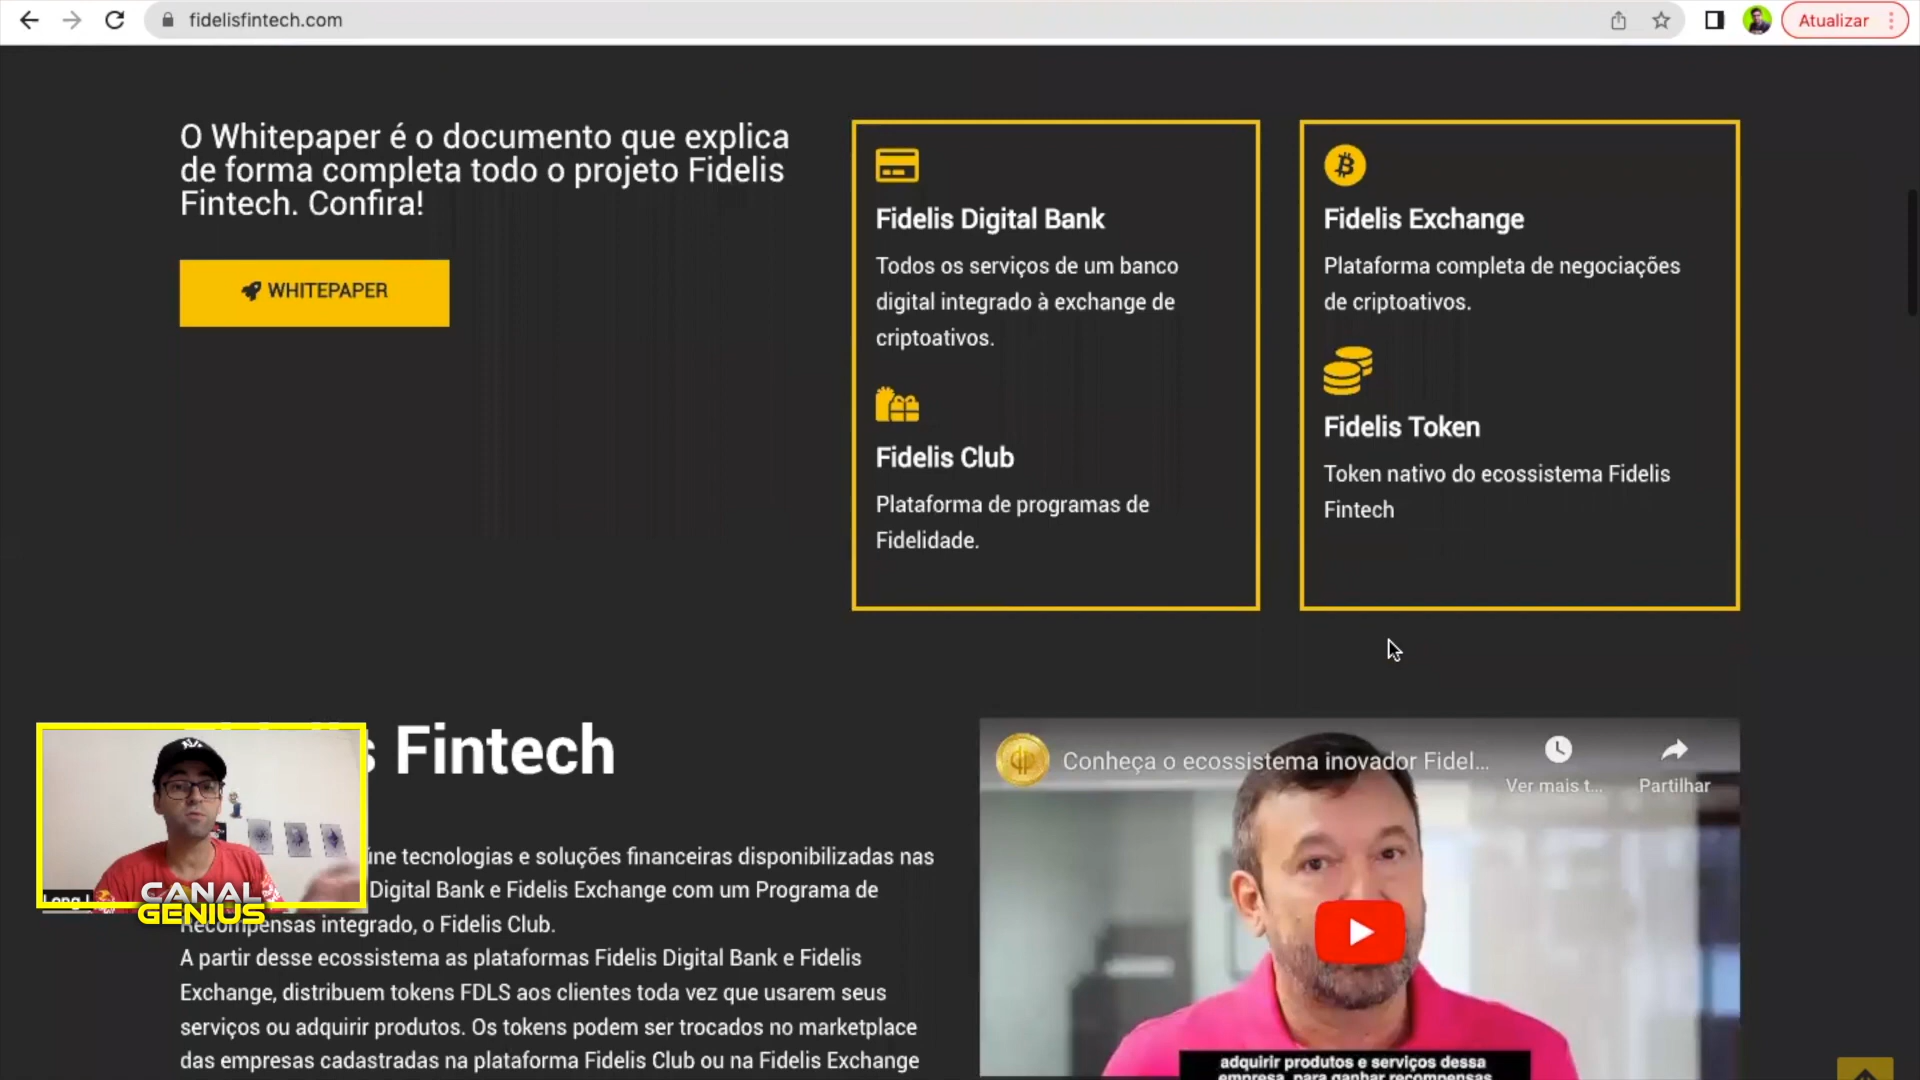 fidelisfintech.com
Atualizar
O Whitepaper é o documento que explica
de forma completa todo o projeto Fidelis
Fintech. Confira!
WHITEPAPER
Fidelis Digital Bank
Todos os serviços de um banco
digital integrado à exchange de
criptoativos.
Fidelis Club
Plataforma de programas de
Fidelidade.
Fidelis Exchange
Plataforma completa de negociações
de criptoativos.
Fidelis Token
Token nativo do ecossistema Fidelis
Fintech
s Fintech
úne tecnologias e soluções financeiras disponibilizadas nas
Digital Bank e Fidelis Exchange com um Programa de
Recompensas integrado, o Fidelis Club.
A partir desse ecossistema as plataformas Fidelis Digital Bank e Fidelis
Exchange, distribuem tokens FDLS aos clientes toda vez que usarem seus
serviços ou adquirir produtos. Os tokens podem ser trocados no marketplace
das empresas cadastradas na plataforma Fidelis Club ou na Fidelis Exchange
CANAL
GENIUS
Conheça o ecossistema inovador Fidel...
Ver mais t...
Partilhar
adquirir produtos e serviços dessa
empresa, para ganhar recompensas